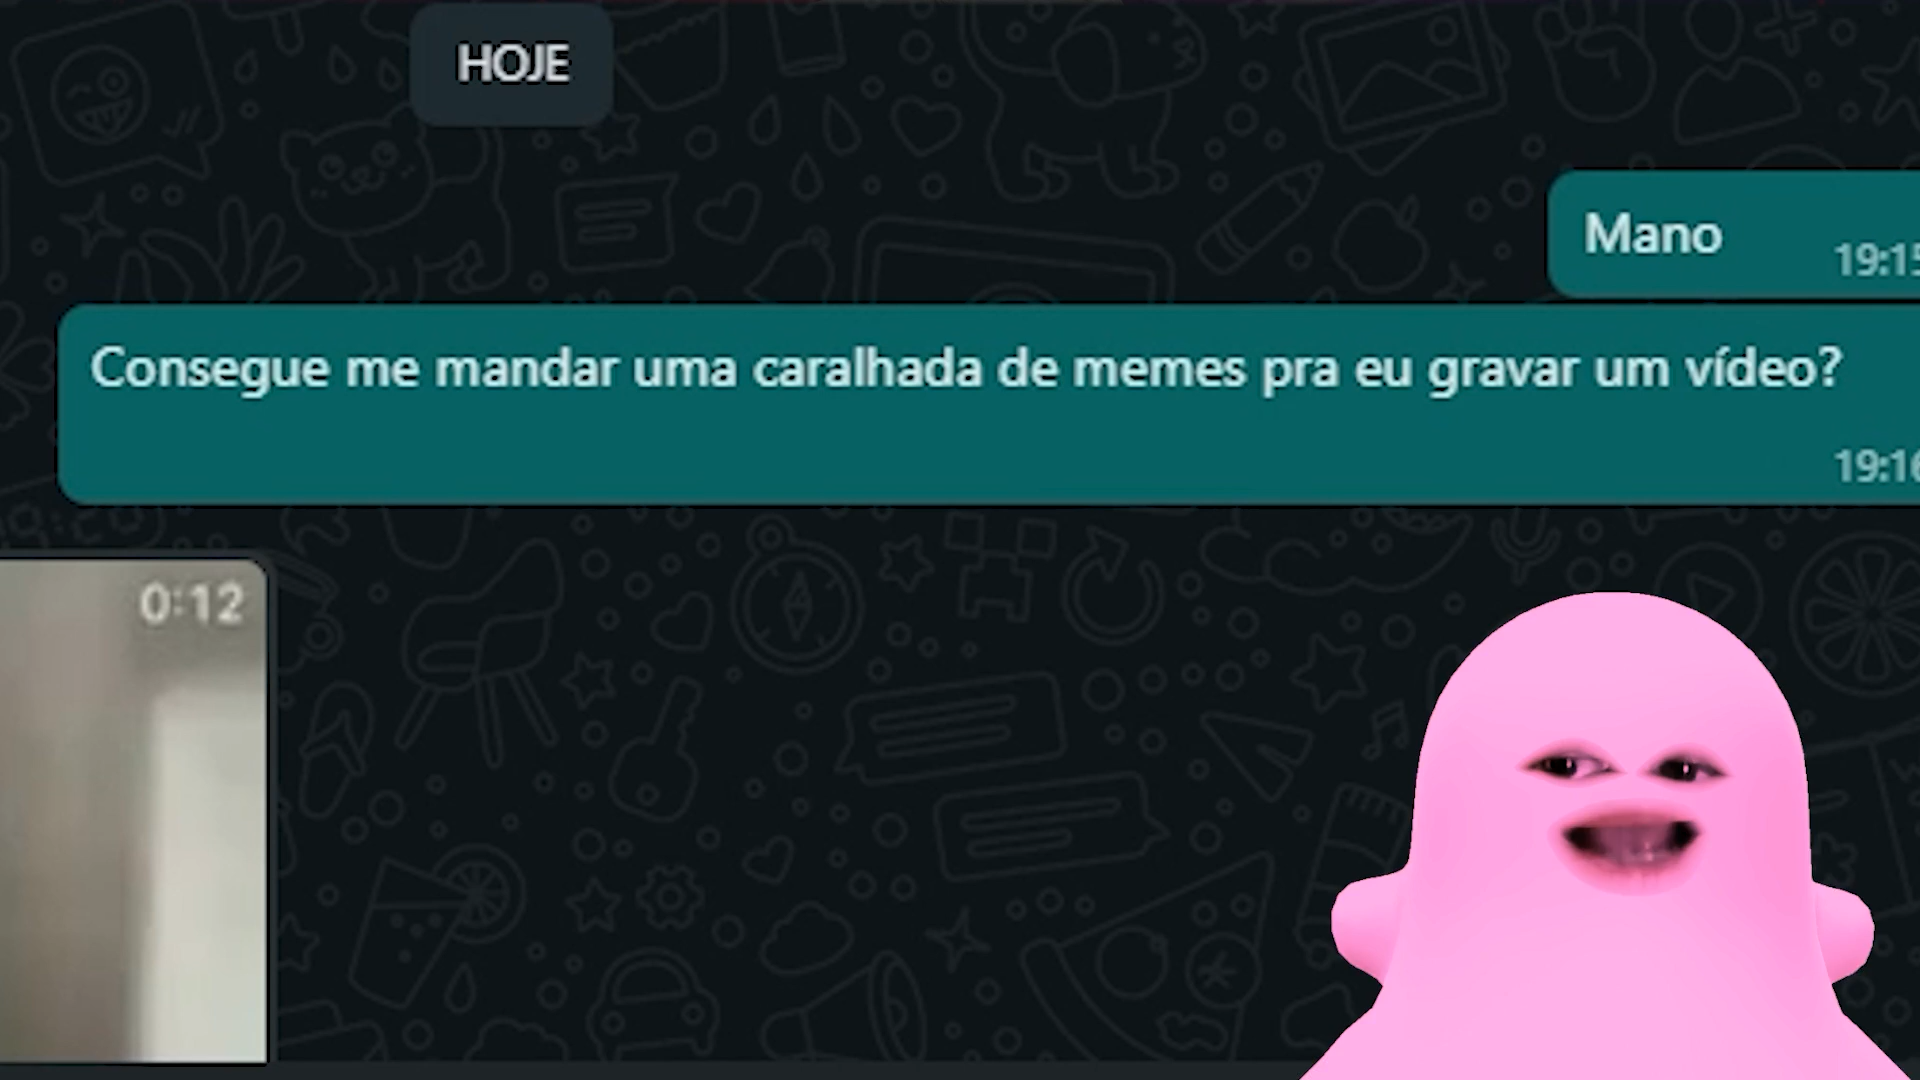 HOJE
Mano
19:15
Consegue me mandar uma caralhada de memes pra eu gravar um vídeo?
19:16
0:12